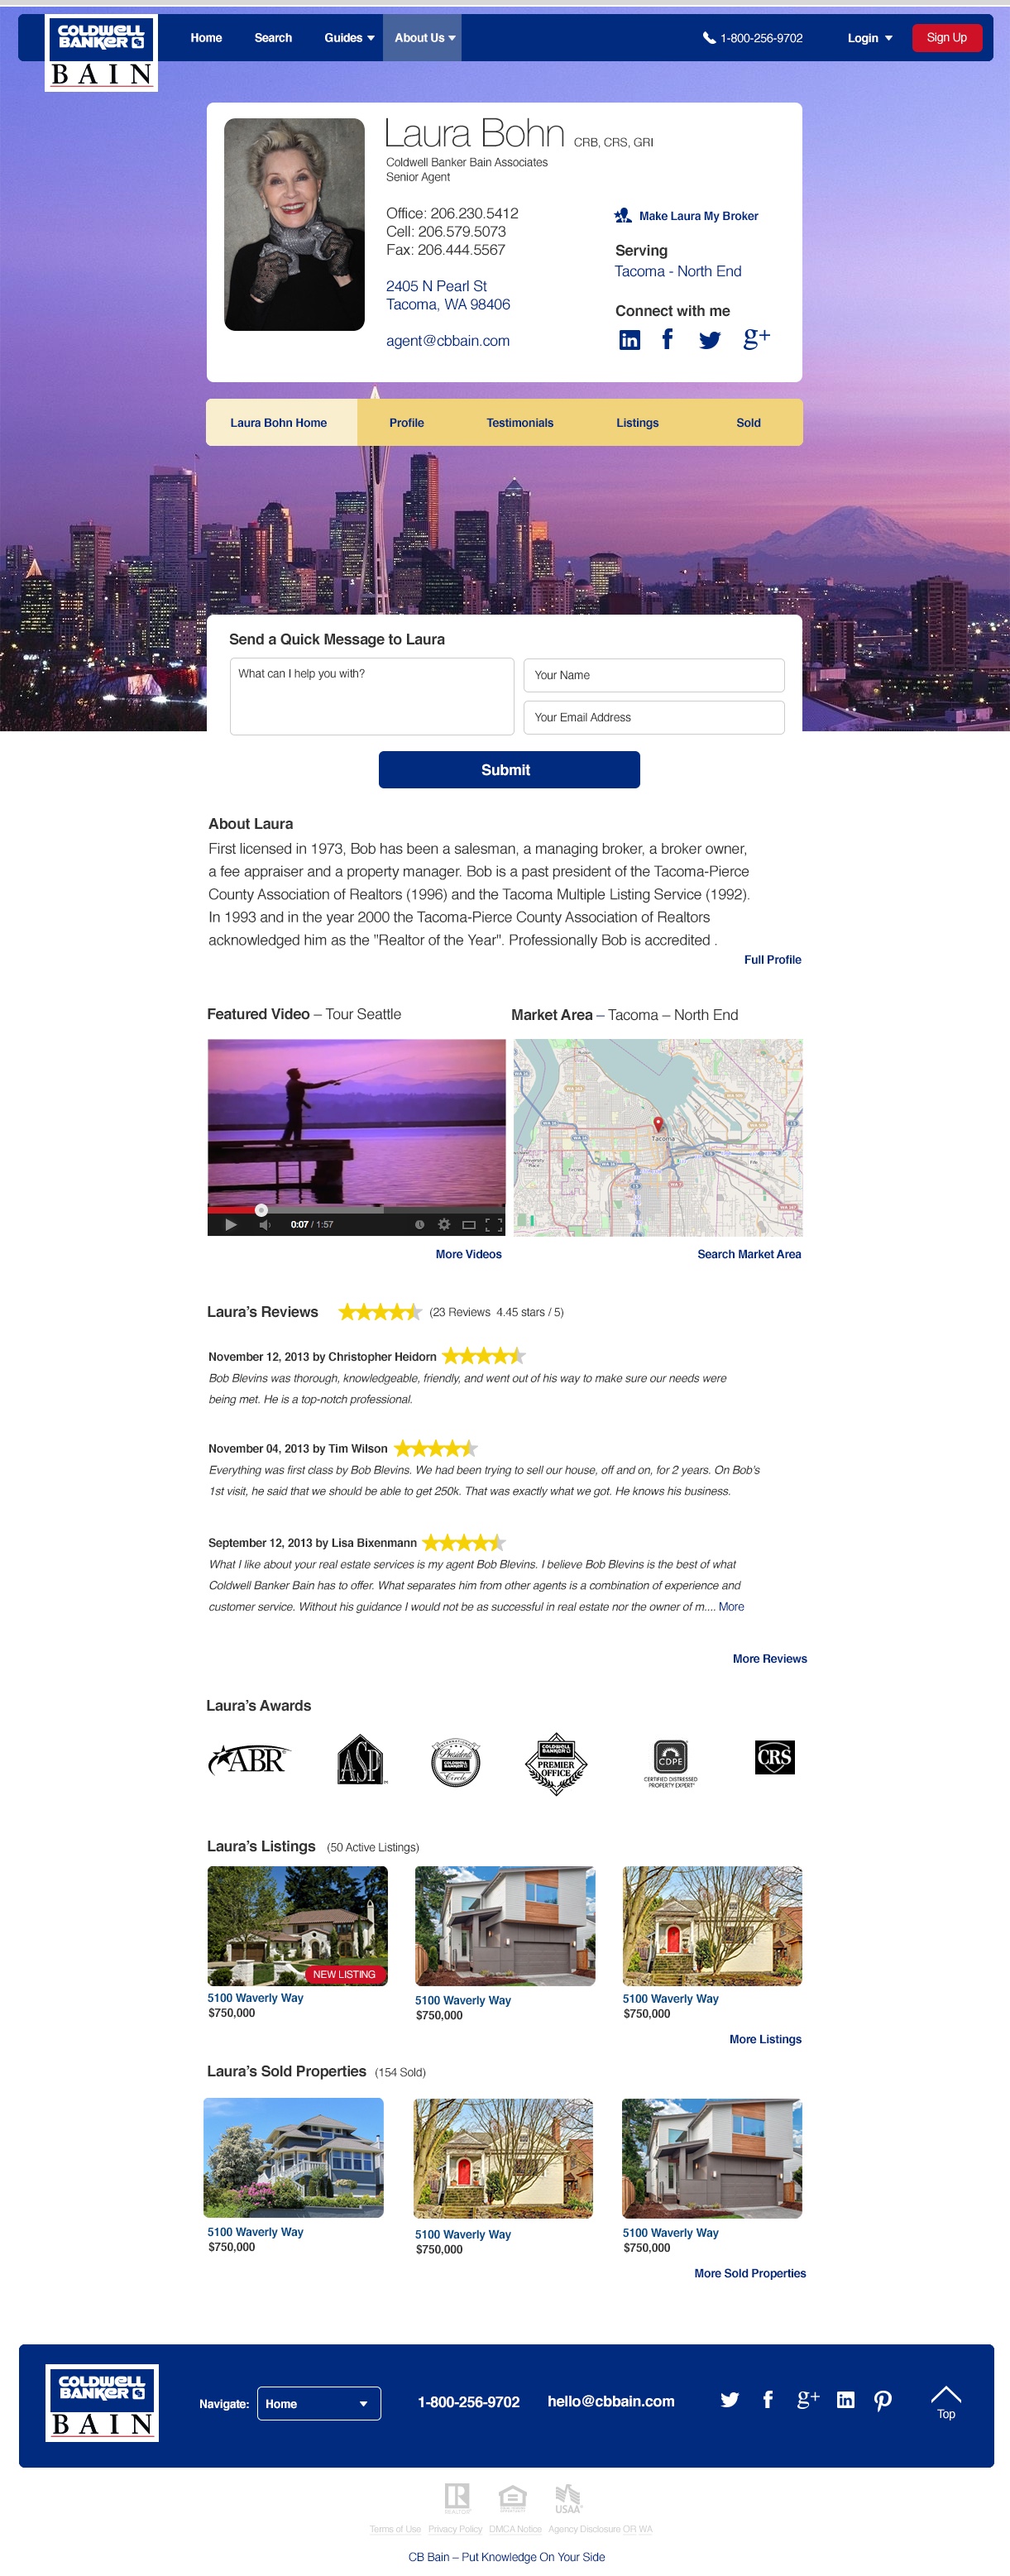 COLDWELL
BANKER
BAIN
Home Search Guides About Us 1-800-256-9702 Login Sign Up
Laura Bohn CRB, CRS, GRI
Coldwell Banker Bain Associates
Senior Agent
Office: 206.230.5412
Cell: 206.579.5073
Fax: 206.444.5567
2405 N Pearl St
Tacoma, WA 98406
agent@cbbain.com
Make Laura My Broker
Serving
Tacoma - North End
Connect with me
in f g+
Laura Bohn Home Profile Testimonials Listings Sold
Send a Quick Message to Laura
What can I help you with?
Your Name
Your Email Address
Submit
About Laura
First licensed in 1973, Bob has been a salesman, a managing broker, a broker owner,
a fee appraiser and a property manager. Bob is a past president of the Tacoma-Pierce
County Association of Realtors (1996) and the Tacoma Multiple Listing Service (1992).
In 1993 and in the year 2000 the Tacoma-Pierce County Association of Realtors
acknowledged him as the "Realtor of the Year". Professionally Bob is accredited .
Full Profile
Featured Video – Tour Seattle
0:07 / 1:57
More Videos
Market Area – Tacoma – North End
Tacoma
Search Market Area
Laura's Reviews (23 Reviews 4.45 stars / 5)
November 12, 2013 by Christopher Heidorn
Bob Blevins was thorough, knowledgeable, friendly, and went out of his way to make sure our needs were
being met. He is a top-notch professional.
November 04, 2013 by Tim Wilson
Everything was first class by Bob Blevins. We had been trying to sell our house, off and on, for 2 years. On Bob's
1st visit, he said that we should be able to get 250k. That was exactly what we got. He knows his business.
September 12, 2013 by Lisa Bixenmann
What I like about your real estate services is my agent Bob Blevins. I believe Bob Blevins is the best of what
Coldwell Banker Bain has to offer. What separates him from other agents is a combination of experience and
customer service. Without his guidance I would not be as successful in real estate nor the owner of m.... More
More Reviews
Laura's Awards
ABR
ASP
INTERNATIONAL
Presidents
COLDWELL
BANKER
Circle
COLDWELL
BANKER
PREMIER
OFFICE
CDPE
CERTIFIED DISTRESSED
PROPERTY EXPERT
CRS
Laura's Listings (50 Active Listings)
NEW LISTING
5100 Waverly Way
$750,000
5100 Waverly Way
$750,000
5100 Waverly Way
$750,000
More Listings
Laura's Sold Properties (154 Sold)
5100 Waverly Way
$750,000
5100 Waverly Way
$750,000
5100 Waverly Way
$750,000
More Sold Properties
COLDWELL
BANKER
BAIN
Navigate: Home 1-800-256-9702 hello@cbbain.com f g+ in Top
R
REALTOR
USAA
Terms of Use Privacy Policy DMCA Notice Agency Disclosure OR WA
CB Bain – Put Knowledge On Your Side